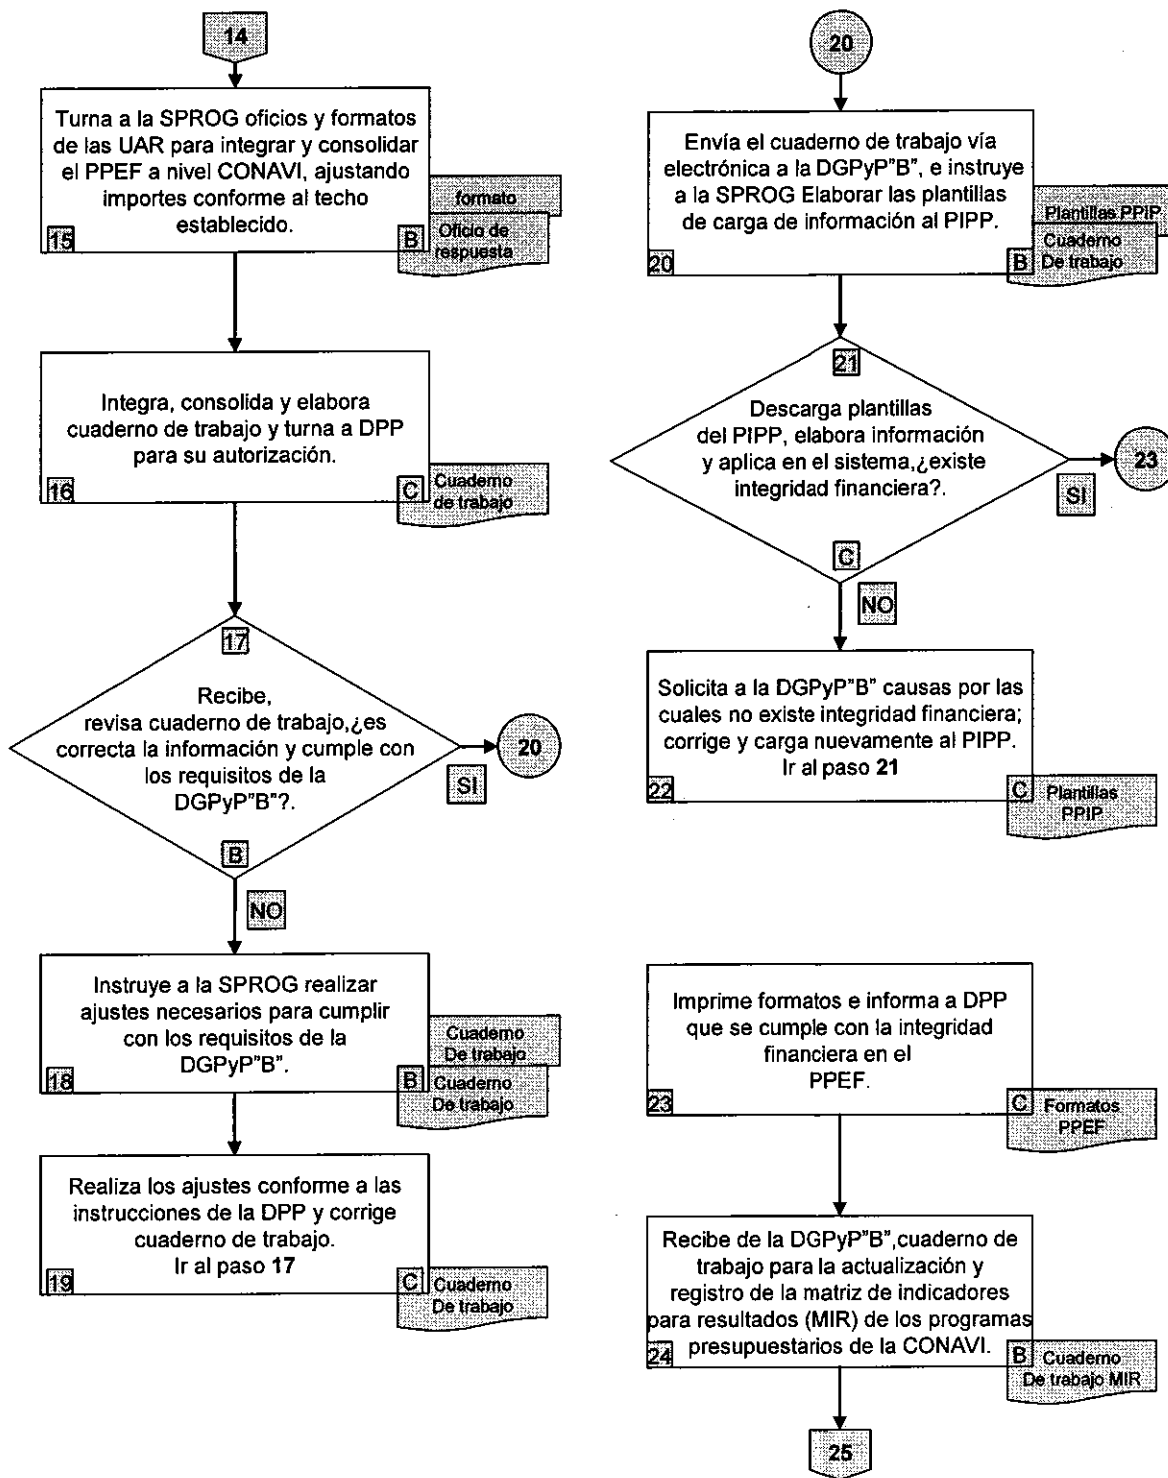 14
Turna a la SPROG oficios y formatos
de las UAR para integrar y consolidar
el PPEF a nivel CONAVI, ajustando
importes conforme al techo
establecido.
15
B
formato
Oficio de
respuesta
Integra, consolida y elabora
cuaderno de trabajo y turna a DPP
para su autorización.
16
C
Cuaderno
de trabajo
17
Recibe,
revisa cuaderno de trabajo,¿es
correcta la información y cumple con
los requisitos de la
DGPyP"B"?.
B
SI
20
NO
Instruye a la SPROG realizar
ajustes necesarios para cumplir
con los requisitos de la
DGPyP"B".
18
B
Cuaderno
De trabajo
Cuaderno
De trabajo
Realiza los ajustes conforme a las
instrucciones de la DPP y corrige
cuaderno de trabajo.
Ir al paso 17
19
C
Cuaderno
De trabajo
20
Envía el cuaderno de trabajo vía
electrónica a la DGPyP"B", e instruye
a la SPROG Elaborar las plantillas
de carga de información al PIPP.
20
B
Plantillas PPIP
Cuaderno
De trabajo
21
Descarga plantillas
del PIPP, elabora información
y aplica en el sistema,¿existe
integridad financiera?.
C
SI
23
NO
Solicita a la DGPyP"B" causas por las
cuales no existe integridad financiera;
corrige y carga nuevamente al PIPP.
Ir al paso 21
22
C
Plantillas
PPIP
Imprime formatos e informa a DPP
que se cumple con la integridad
financiera en el
PPEF.
23
C
Formatos
PPEF
Recibe de la DGPyP"B",cuaderno de
trabajo para la actualización y
registro de la matriz de indicadores
para resultados (MIR) de los programas
presupuestarios de la CONAVI.
24
B
Cuaderno
De trabajo MIR
25